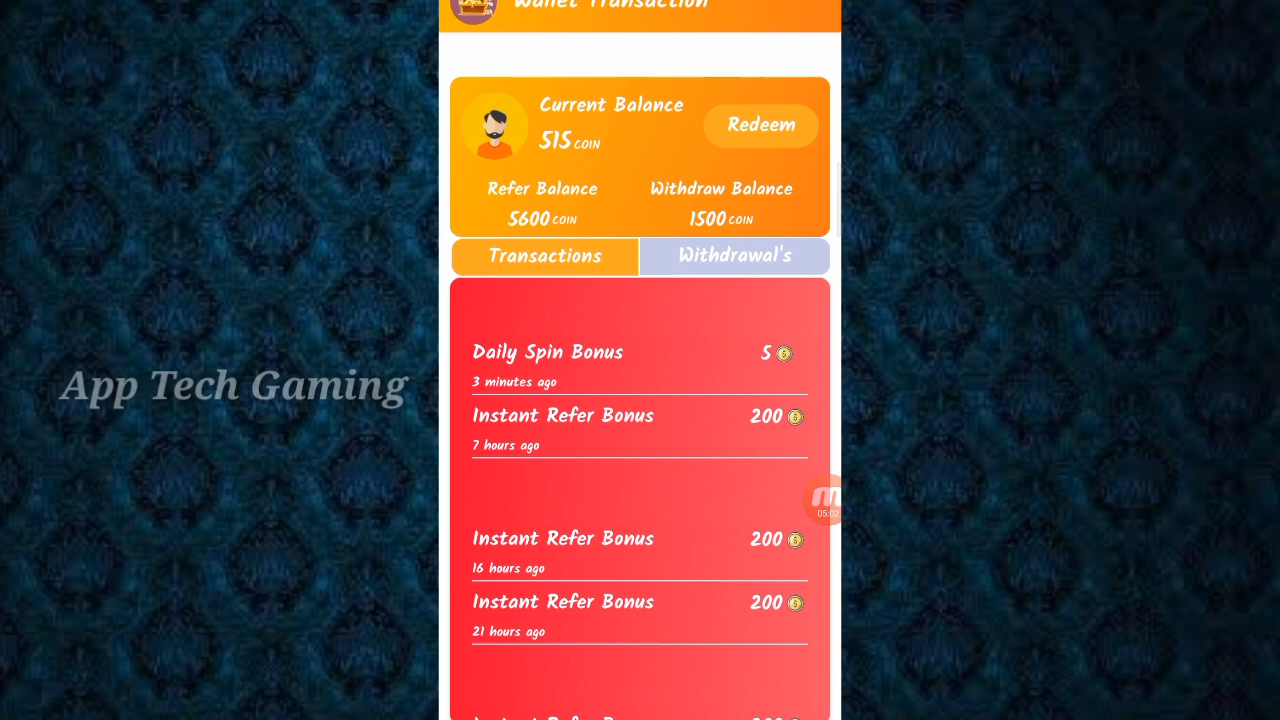 Wallet Transaction
Current Balance
515 COIN
Redeem
Refer Balance
Withdraw Balance
5600 COIN
1500 COIN
Transactions
Withdrawal's
Daily Spin Bonus
5
3 minutes ago
App Tech Gaming
Instant Refer Bonus
200
7 hours ago
05:02
Instant Refer Bonus
200
16 hours ago
Instant Refer Bonus
200
21 hours ago